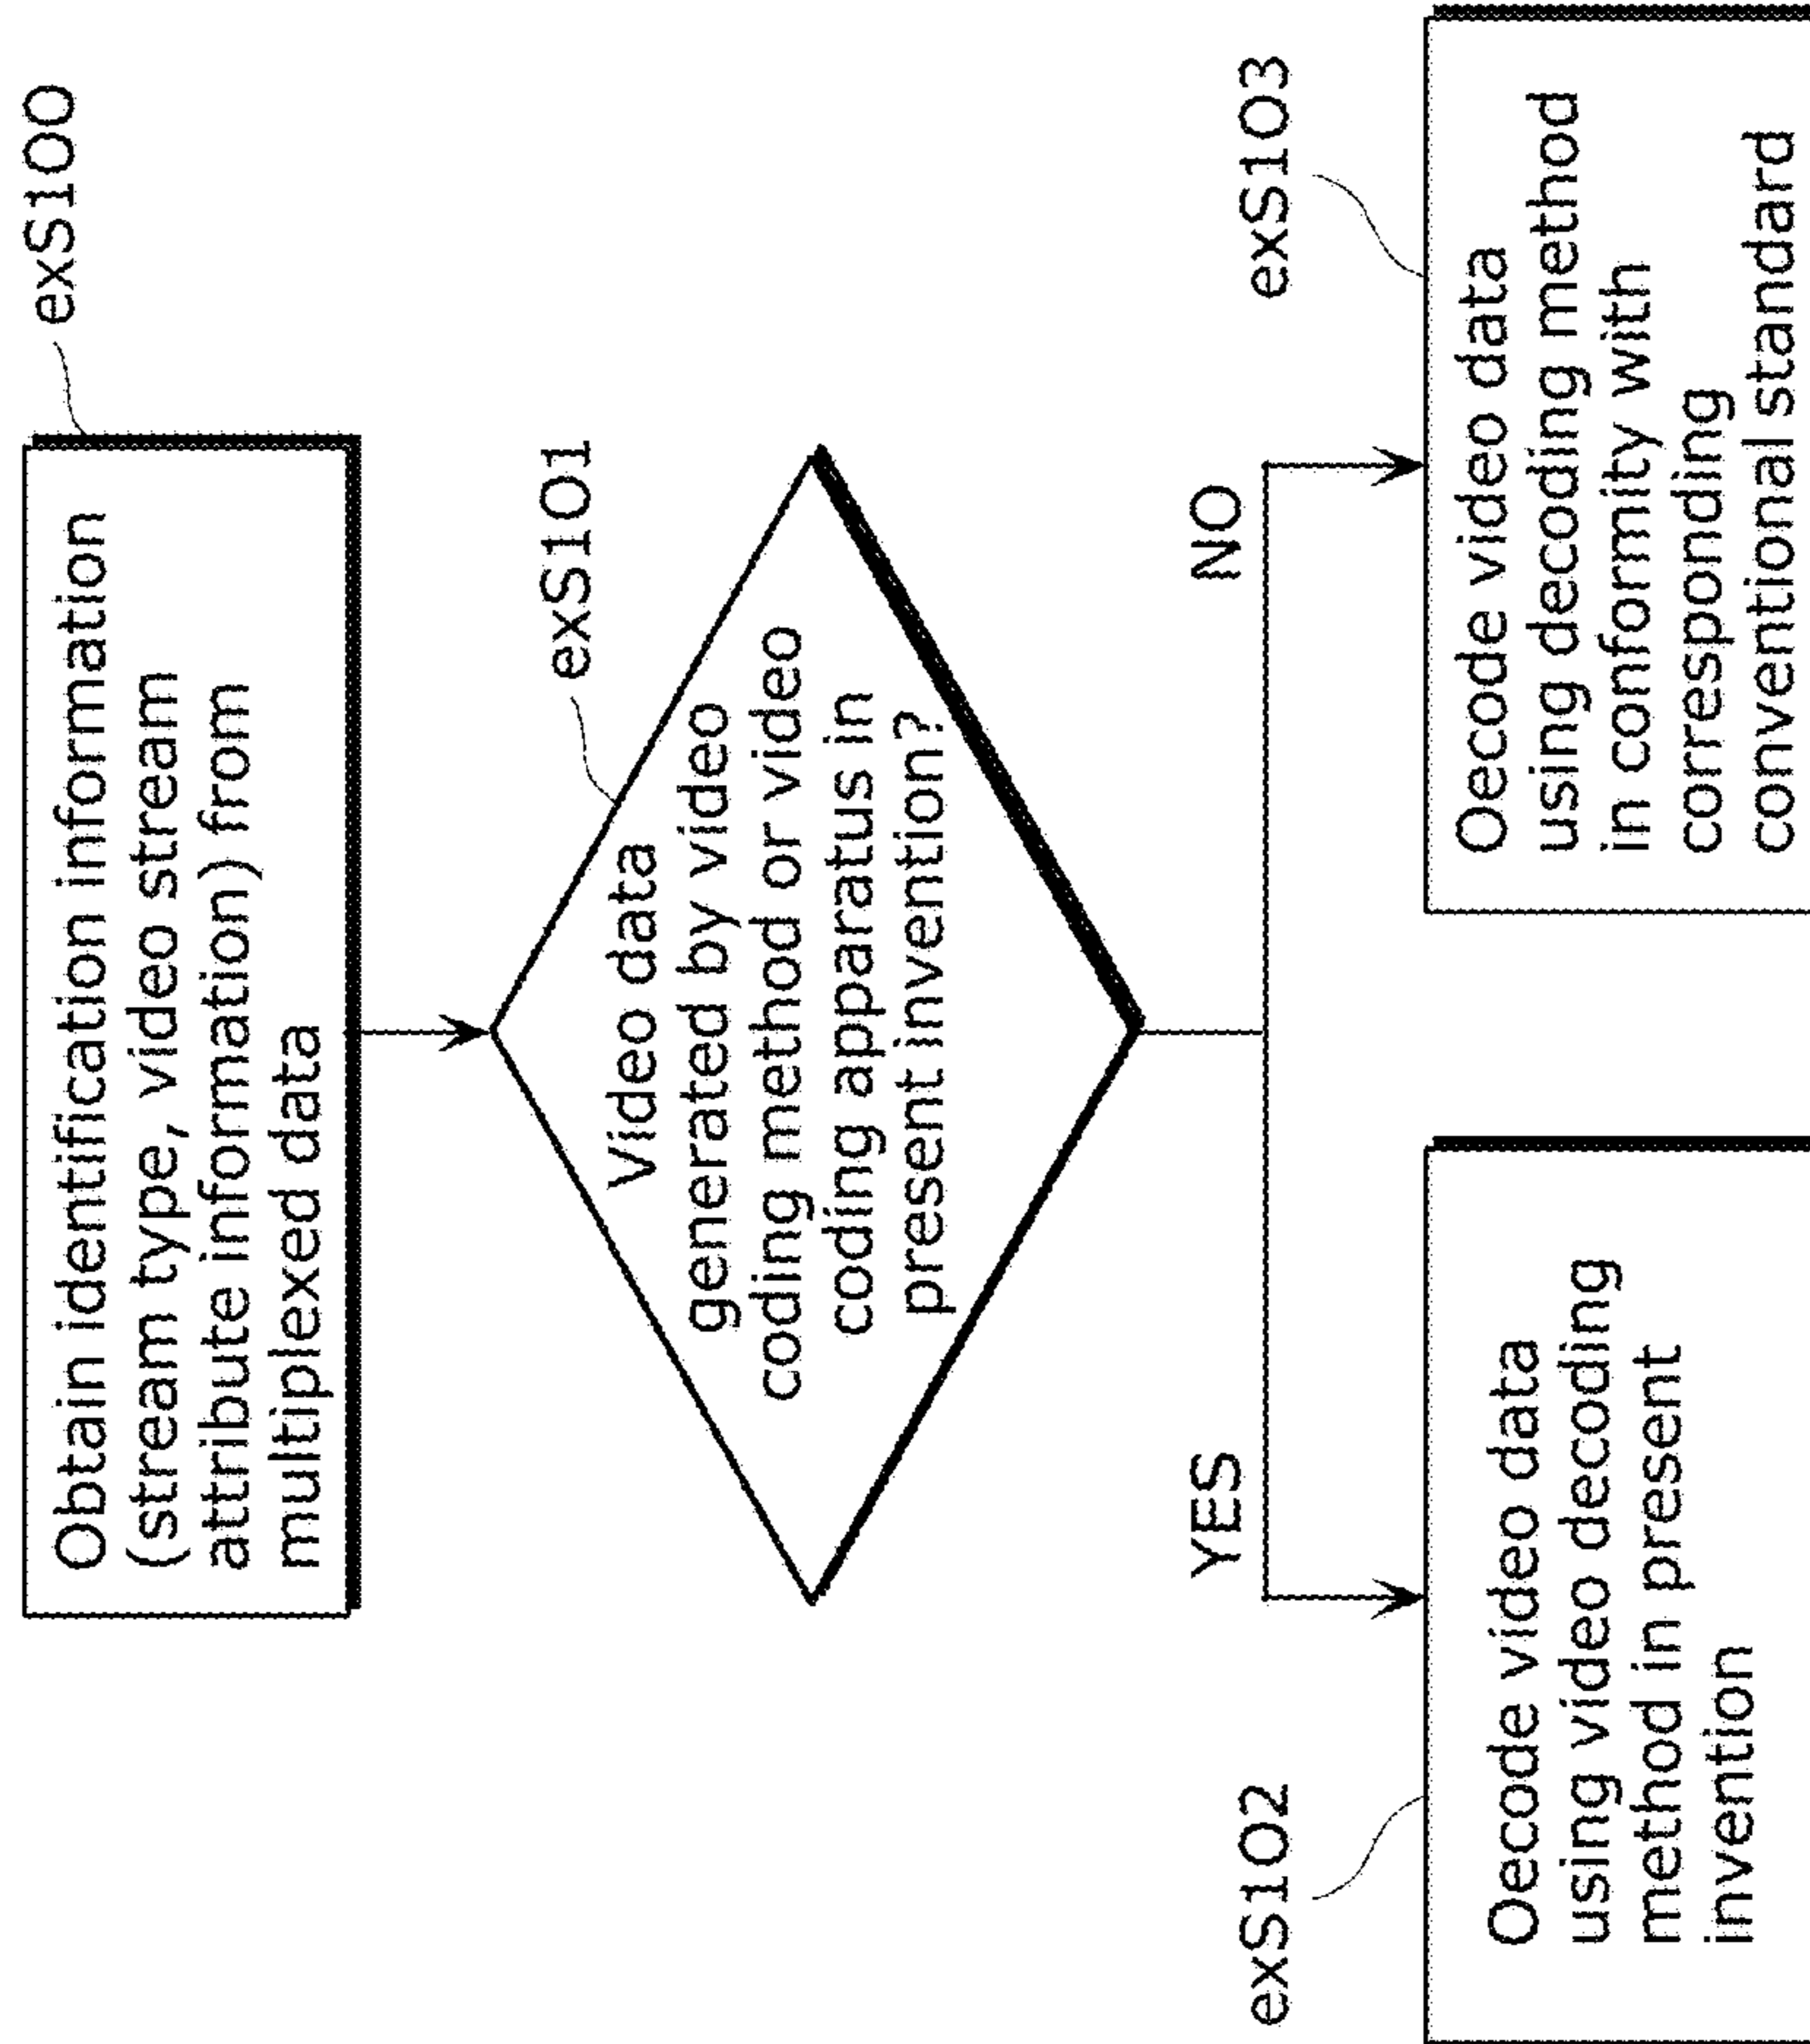 exS100
Obtain identification information
(stream type, video stream
attribute information) from
multiplexed data
exS101
Video data
generated by video
coding method or video
coding apparatus in
present invention?
YES
NO
exS102
Oecode video data
using video decoding
method in present
invention
exS103
Oecode video data
using decoding method
in conformity with
corresponding
conventional standard